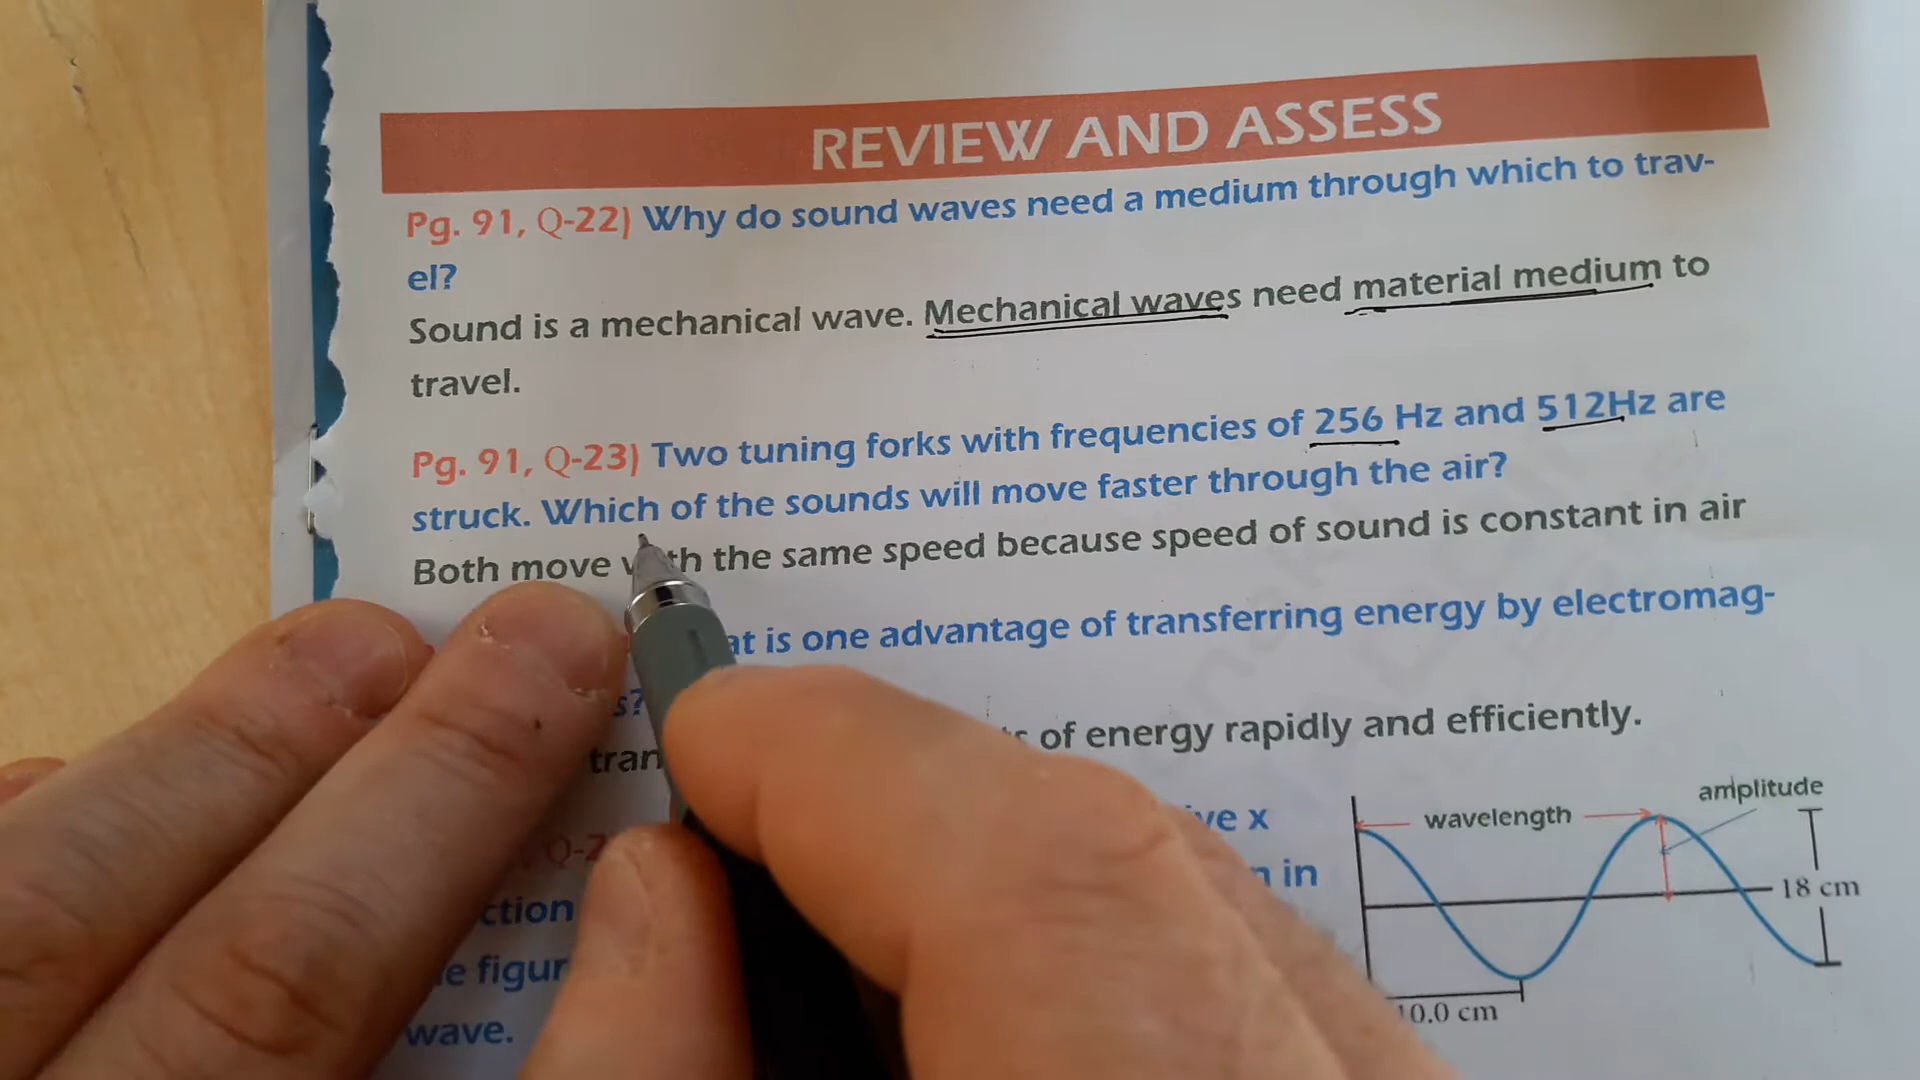 REVIEW AND ASSESS
Pg. 91, Q-22) Why do sound waves need a medium through which to trav-
el?
Sound is a mechanical wave. Mechanical waves need material medium to
travel.
Pg. 91, Q-23) Two tuning forks with frequencies of 256 Hz and 512Hz are
struck. Which of the sounds will move faster through the air?
Both move with the same speed because speed of sound is constant in air
is one advantage of transferring energy by electromag-
of energy rapidly and efficiently.
x
in
wave.
wavelength
amplitude
18 cm
10.0 cm